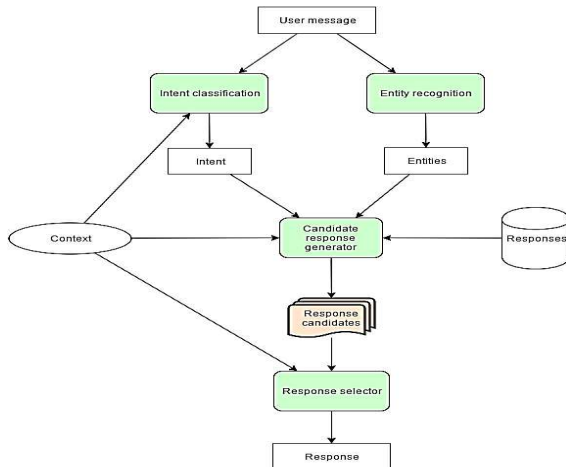 User message
Intent classification
Entity recognition
Intent
Entities
Context
Candidate
response
generator
Responses
Response
candidates
Response selector
Response